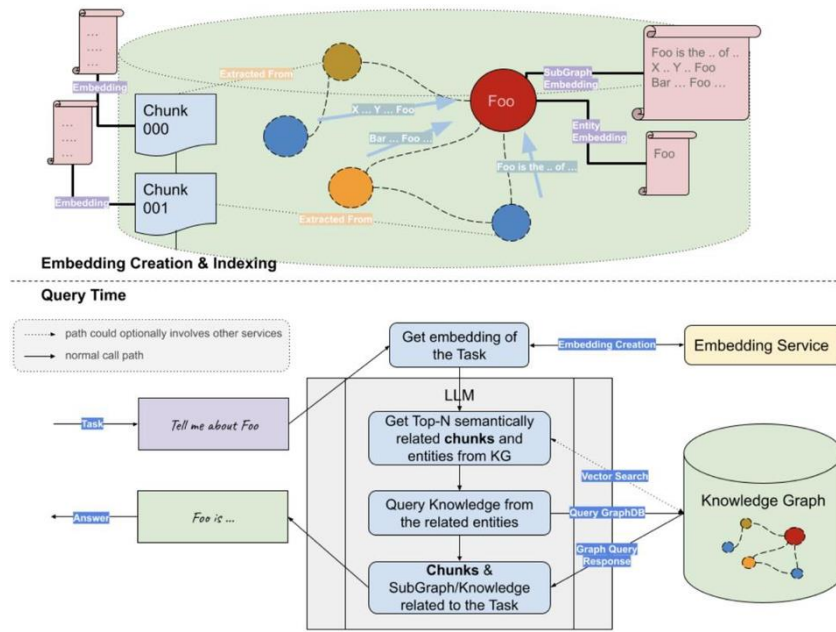 ...
....
...
Embedding
...
....
...
Embedding
Chunk
000
Chunk
001
Extracted From
Extracted From
X ... Y ... Foo
Bar ... Foo ...
Foo is the .. of ...
Foo
SubGraph
Embedding
Entity
Embedding
Foo is the .. of ..
X .. Y .. Foo
Bar ... Foo ...
Foo
Embedding Creation & Indexing
Query Time
path could optionally involves other services
normal call path
Get embedding of
the Task
Embedding Creation
Embedding Service
LLM
Task
Tell me about Foo
Get Top-N semantically
related chunks and
entities from KG
Vector Search
Knowledge Graph
Answer
Foo is ...
Query Knowledge from
the related entities
Query GraphDB
Graph Query
Response
Chunks &
SubGraph/Knowledge
related to the Task